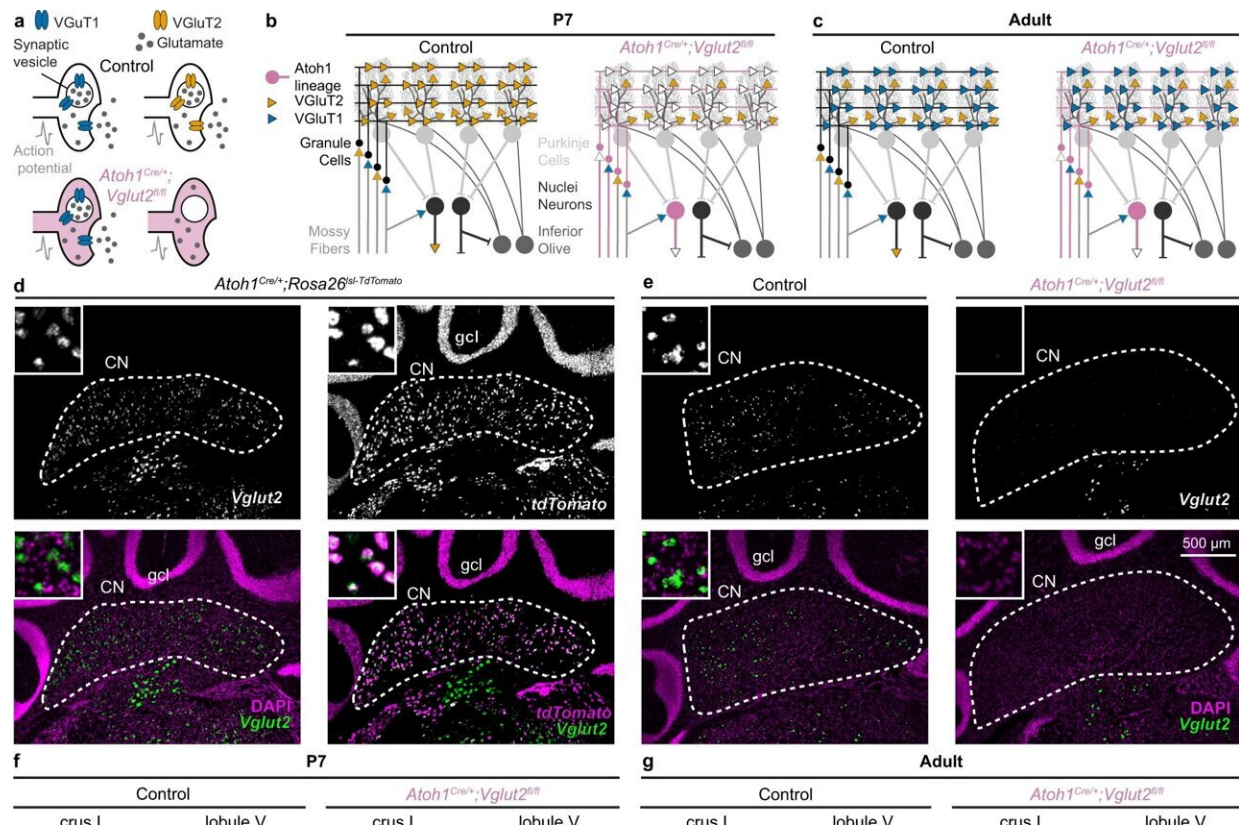 a VGuT1 VGluT2
Synaptic
vesicle
Glutamate
Control
Action
potential
Atoh1Cre/+;
Vglut2fl/fl
b P7
Control Atoh1Cre/+;Vglut2fl/fl
Atoh1
lineage
VGluT2
VGluT1
Granule
Cells
Purkinje
Cells
Nuclei
Neurons
Mossy
Fibers
Inferior
Olive
c Adult
Control Atoh1Cre/+;Vglut2fl/fl
d Atoh1Cre/+;Rosa26lsl-TdTomato
CN
Vglut2
gcl
CN
tdTomato
gcl
CN
DAPI
Vglut2
gcl
CN
tdTomato
Vglut2
e Control Atoh1Cre/+;Vglut2fl/fl
CN
CN
Vglut2
gcl
CN
gcl
500 µm
CN
DAPI
Vglut2
f P7
Control Atoh1Cre/+;Vglut2fl/fl
crus I lobule V crus I lobule V
g Adult
Control Atoh1Cre/+;Vglut2fl/fl
crus I lobule V crus I lobule V